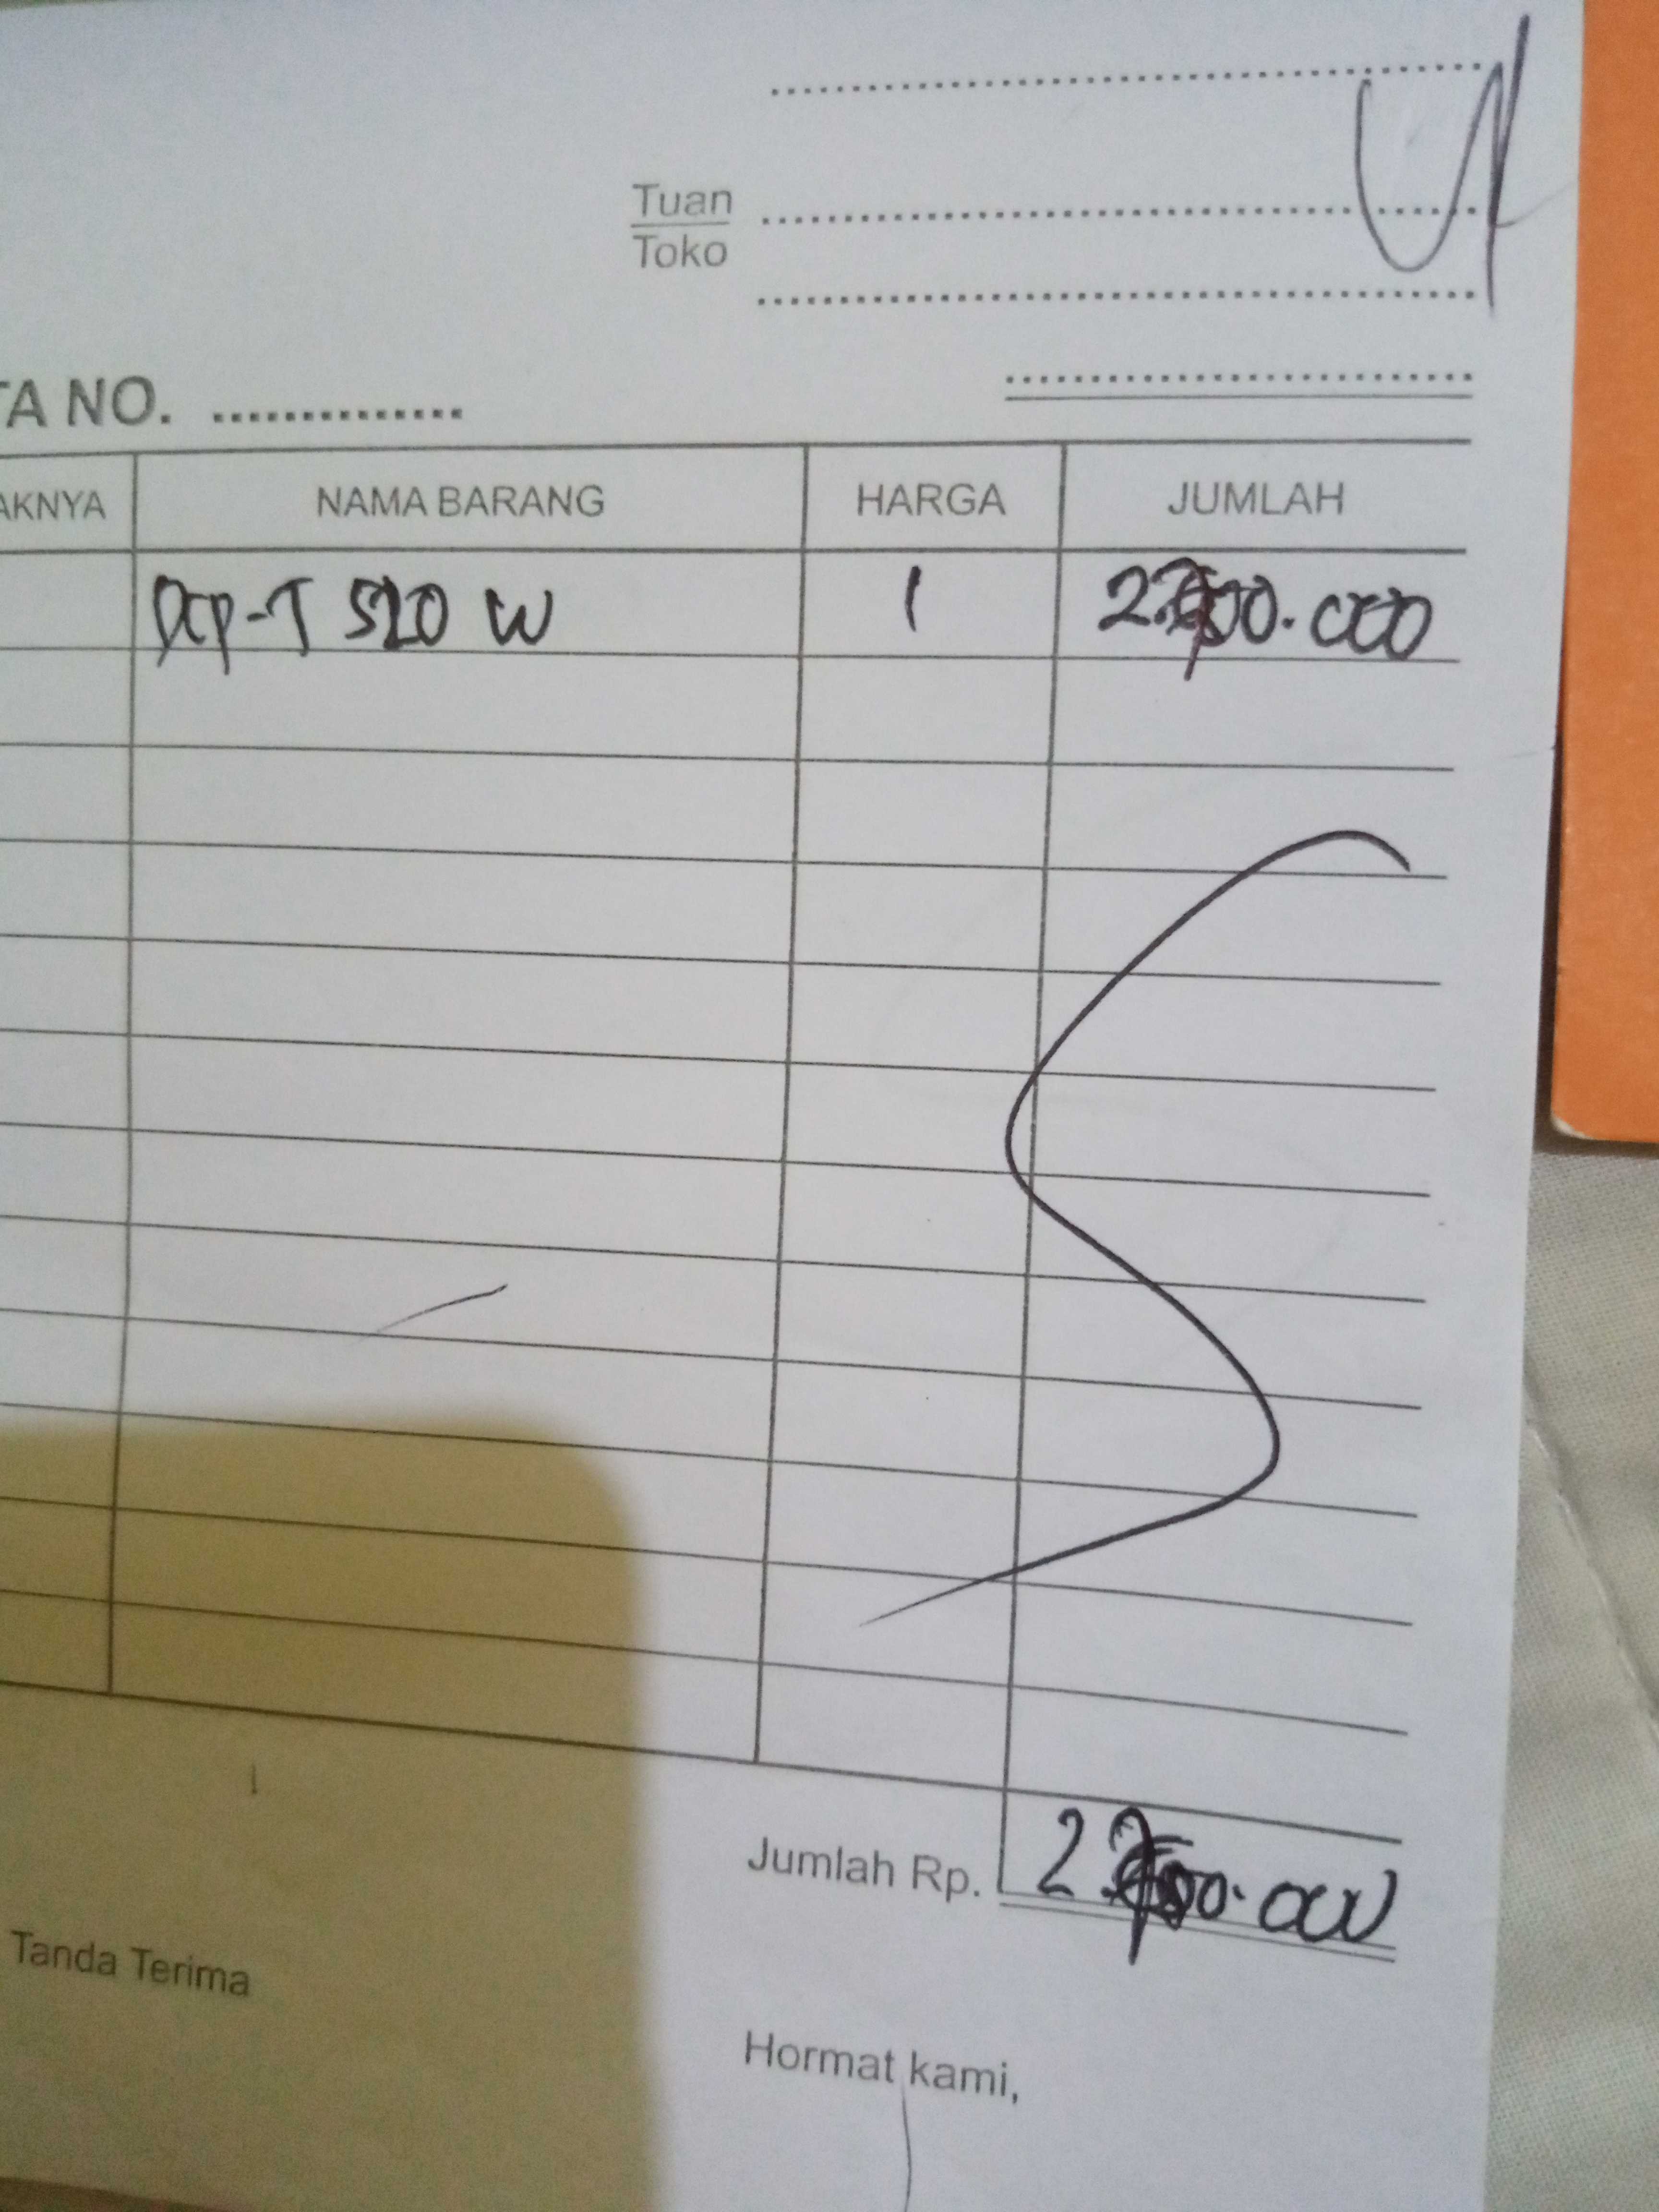 Tuan
Toko
TA NO. ..............
AKNYA NAMA BARANG HARGA JUMLAH
DCP-T 520 W 1
Jumlah Rp.
Tanda Terima
Hormat kami,